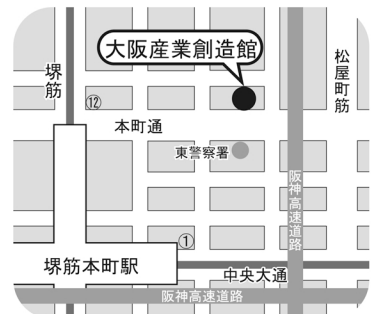 大阪産業創造館
堺筋
松屋町筋
⑫
本町通
東警察署
阪神高速道路
①
堺筋本町駅
中央大通
阪神高速道路